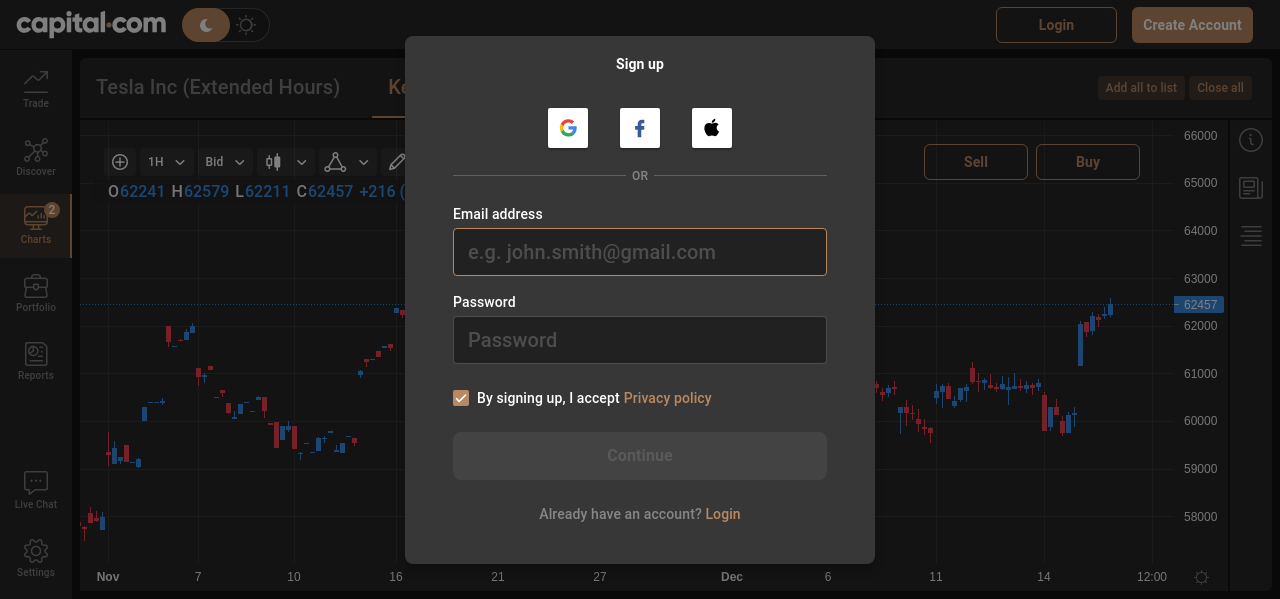 capital.com
Login
Create Account
Sign up
Tesla Inc (Extended Hours)
Ke
Add all to list
Close all
Trade
Discover
2
Charts
Portfolio
Reports
Live Chat
Settings
1H
Bid
O62241 H62579 L62211 C62457 +216 (
Sell
Buy
OR
Email address
e.g. john.smith@gmail.com
Password
Password
By signing up, I accept Privacy policy
Continue
Already have an account? Login
66000
65000
64000
63000
62457
62000
61000
60000
59000
58000
Nov
7
10
16
21
27
Dec
6
11
14
12:00